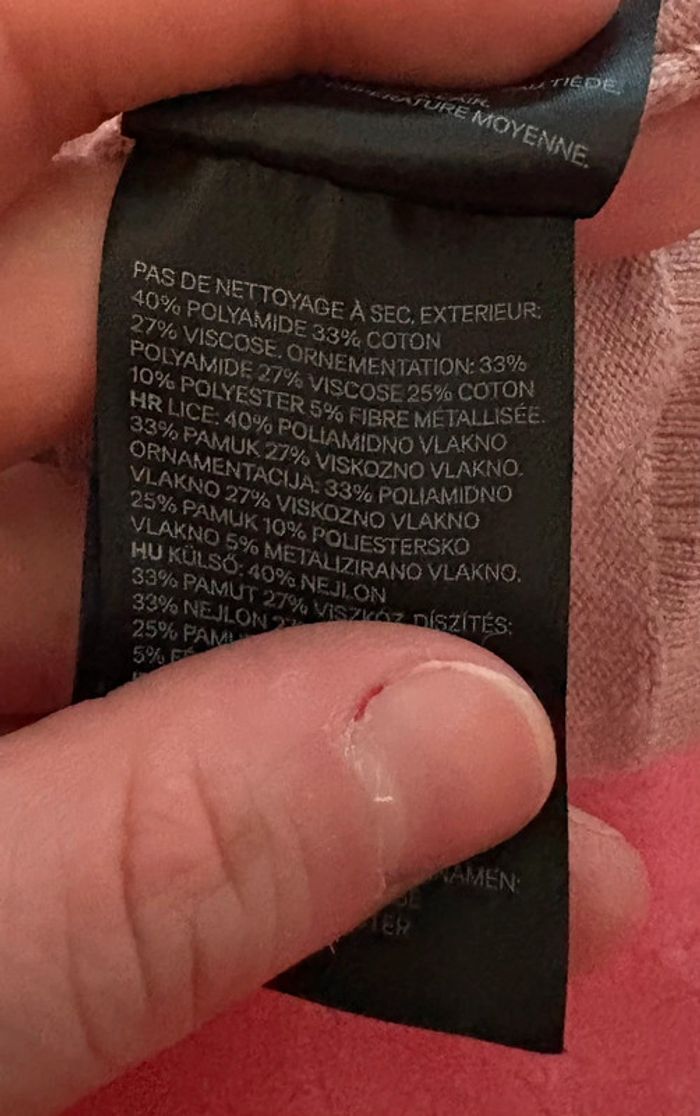 TIÈDE.
MOYENNE.
PAS DE NETTOYAGE À SEC. EXTERIEUR:
40% POLYAMIDE 33% COTON
27% VISCOSE. ORNEMENTATION: 33%
POLYAMIDE 27% VISCOSE 25% COTON
10% POLYESTER 5% FIBRE MÉTALLISÉE.
HR LICE: 40% POLIAMIDNO VLAKNO
33% PAMUK 27% VISKOZNO VLAKNO.
ORNAMENTACIJA: 33% POLIAMIDNO
VLAKNO 27% VISKOZNO VLAKNO
25% PAMUK 10% POLIESTERSKO
VLAKNO 5% METALIZIRANO VLAKNO.
HU KÜLSŐ: 40% NEJLON
33% PAMUT 27% VISZKÓZ. DÍSZÍTÉS:
33% NEJLON
25%
5%